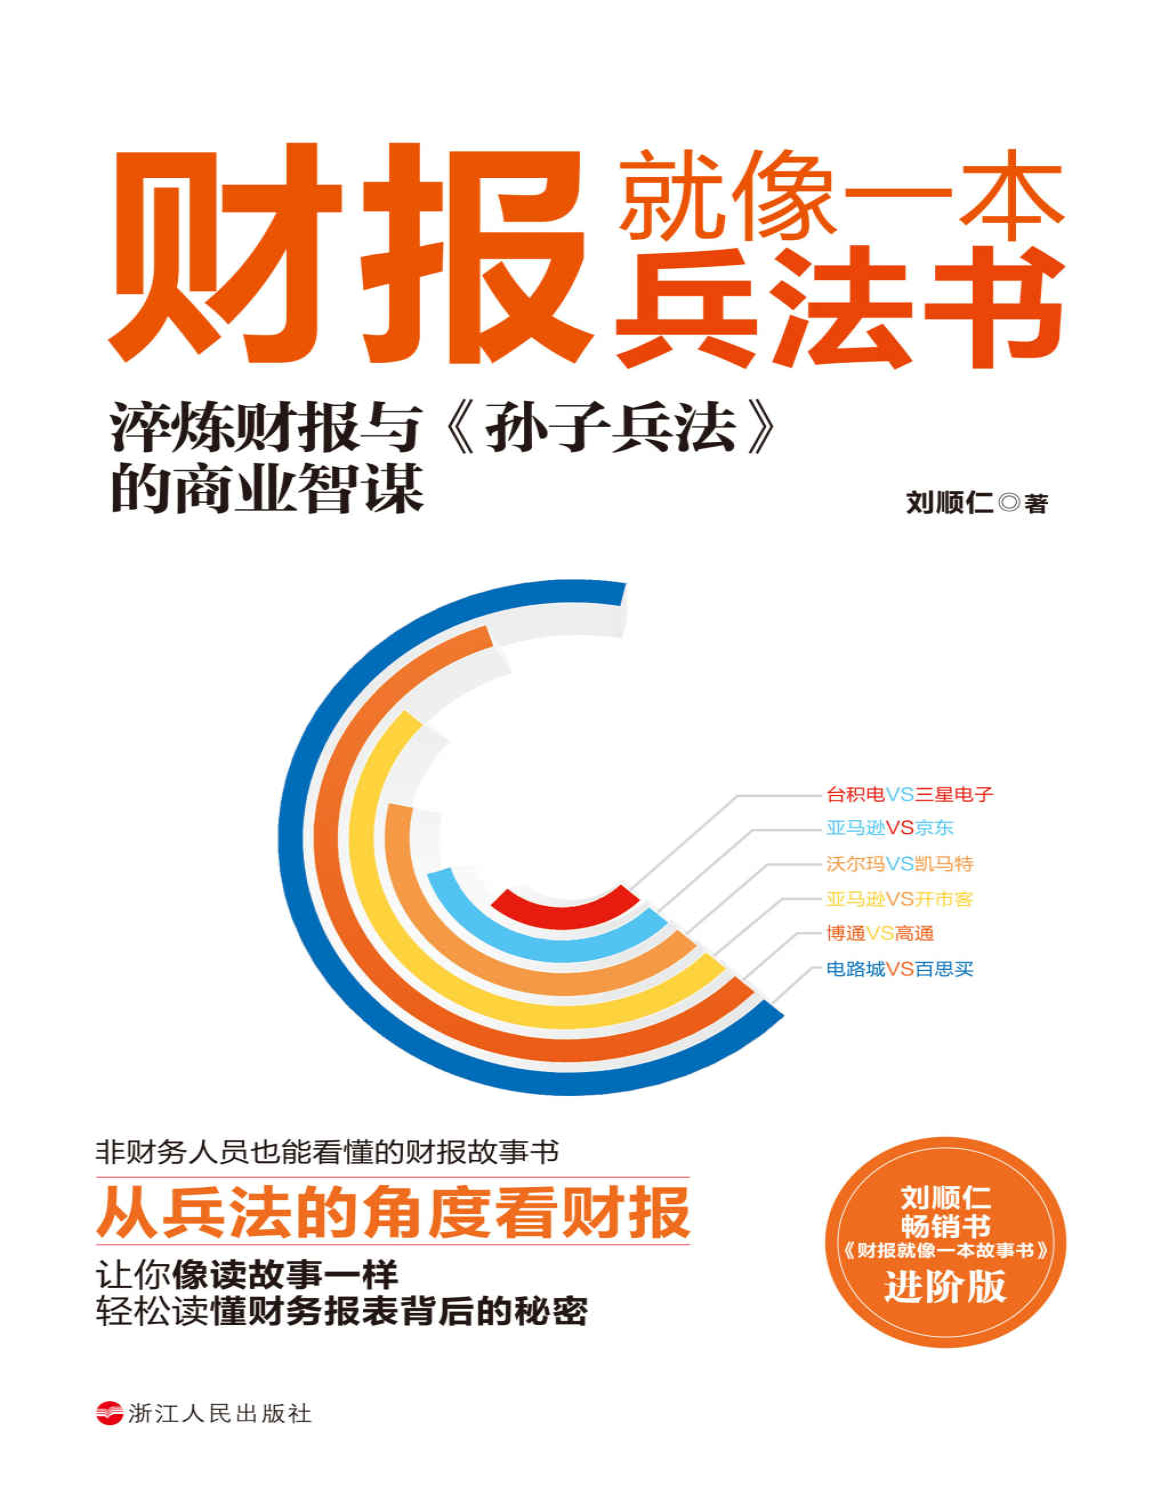 财报就像一本
兵法书
淬炼财报与《孙子兵法》
的商业智谋
刘顺仁◎著
台积电VS三星电子
亚马逊VS京东
沃尔玛VS凯马特
亚马逊VS开市客
博通VS高通
电路城VS百思买
非财务人员也能看懂的财报故事书
从兵法的角度看财报
让你像读故事一样
轻松读懂财务报表背后的秘密
刘顺仁
畅销书
《财报就像一本故事书》
进阶版
浙江人民出版社